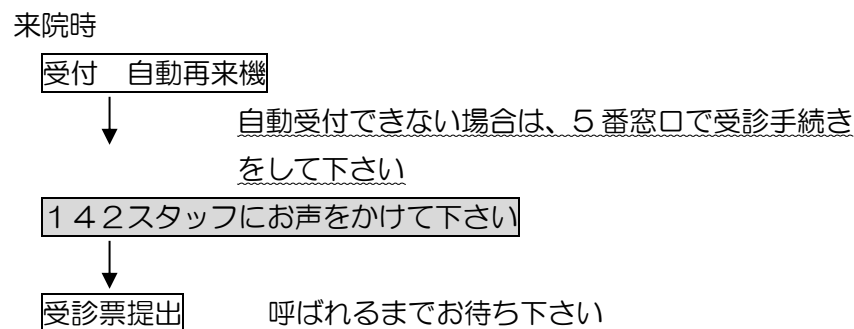 来院時
受付　自動再来機
自動受付できない場合は、５番窓口で受診手続き
をして下さい
１４２スタッフにお声をかけて下さい
受診票提出　　　呼ばれるまでお待ち下さい